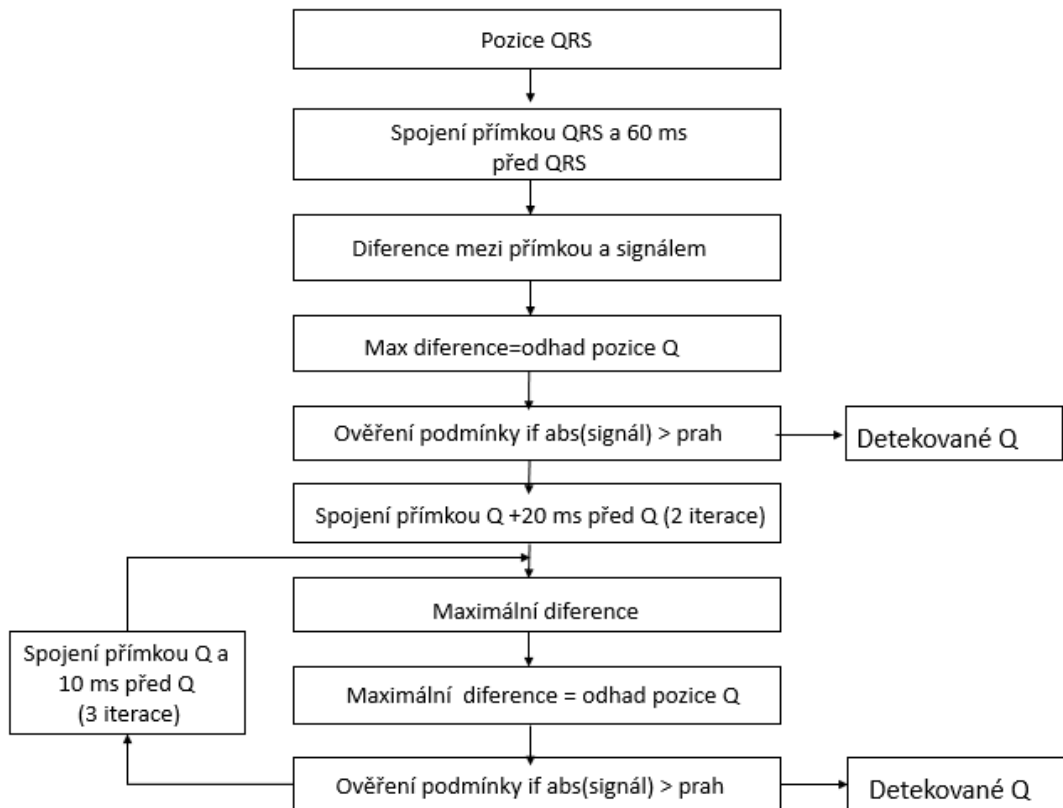 Pozice QRS
Spojení přímkou QRS a 60 ms
před QRS
Diference mezi přímkou a signálem
Max diference=odhad pozice Q
Ověření podmínky if abs(signál) > prah
Detekované Q
Spojení přímkou Q +20 ms před Q (2 iterace)
Maximální diference
Spojení přímkou Q a
10 ms před Q
(3 iterace)
Maximální  diference = odhad pozice Q
Ověření podmínky if abs(signál) > prah
Detekované Q